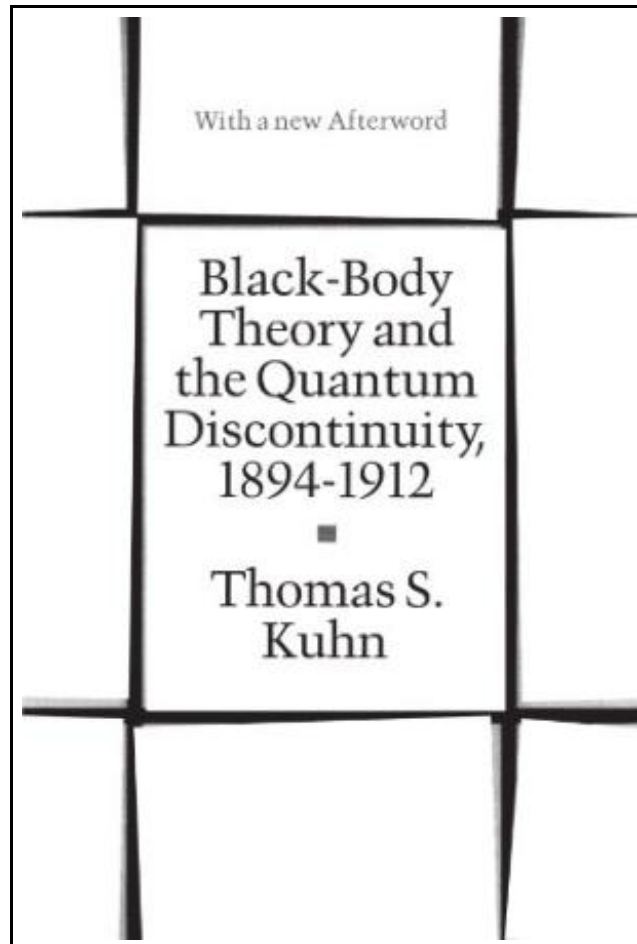 With a new Afterword
Black-Body
Theory and
the Quantum
Discontinuity,
1894-1912
Thomas S.
Kuhn